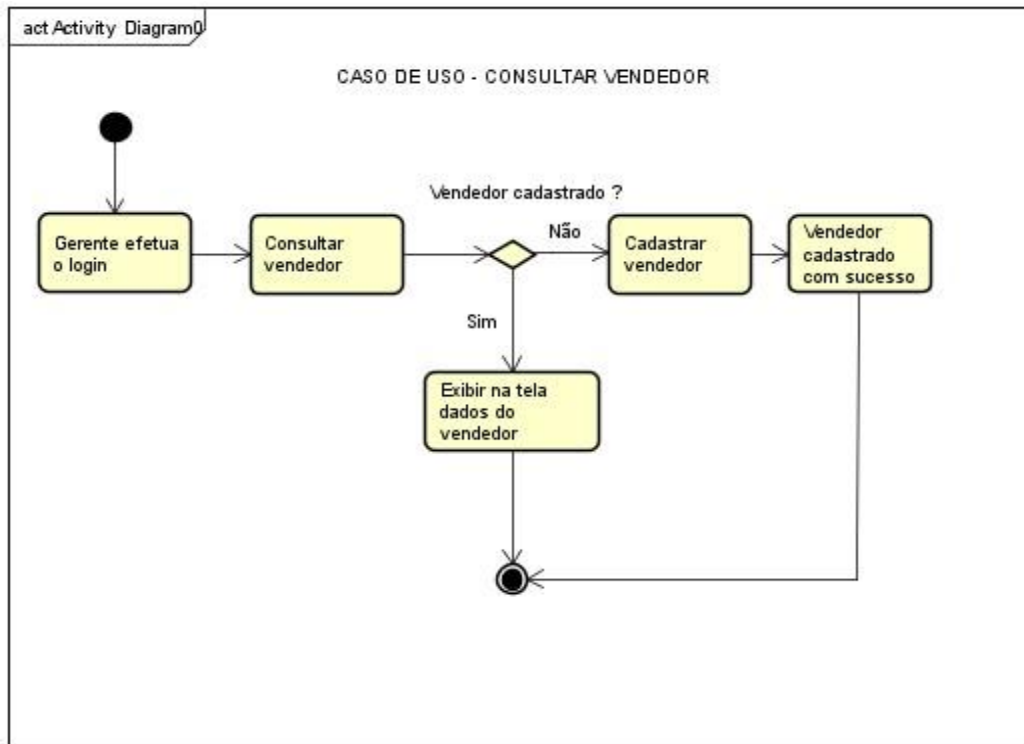 act Activity Diagram0
CASO DE USO - CONSULTAR VENDEDOR
Vendedor cadastrado ?
Gerente efetua
o login
Consultar
vendedor
Não
Cadastrar
vendedor
Vendedor
cadastrado
com sucesso
Sim
Exibir na tela
dados do
vendedor